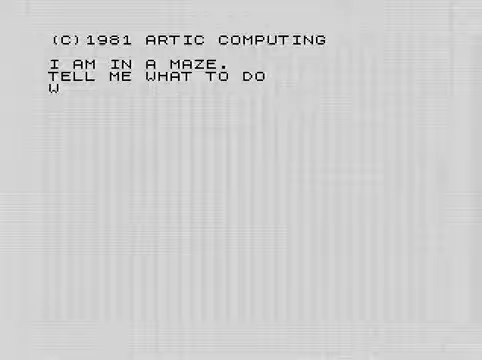 (C)1981 ARTIC COMPUTING
I AM IN A MAZE.
TELL ME WHAT TO DO
W